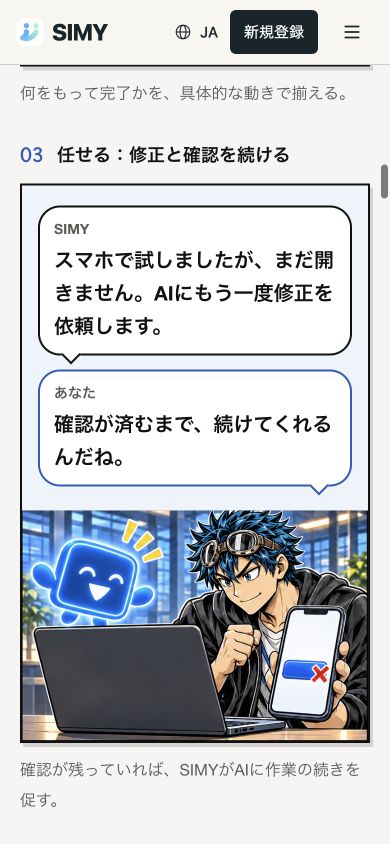 SIMY
JA
新規登録
何をもって完了かを、具体的な動きで揃える。
03 任せる：修正と確認を続ける
SIMY
スマホで試しましたが、まだ開
きません。AIにもう一度修正を
依頼します。
あなた
確認が済むまで、続けてくれる
んだね。
確認が残っていれば、SIMYがAIに作業の続きを
促す。